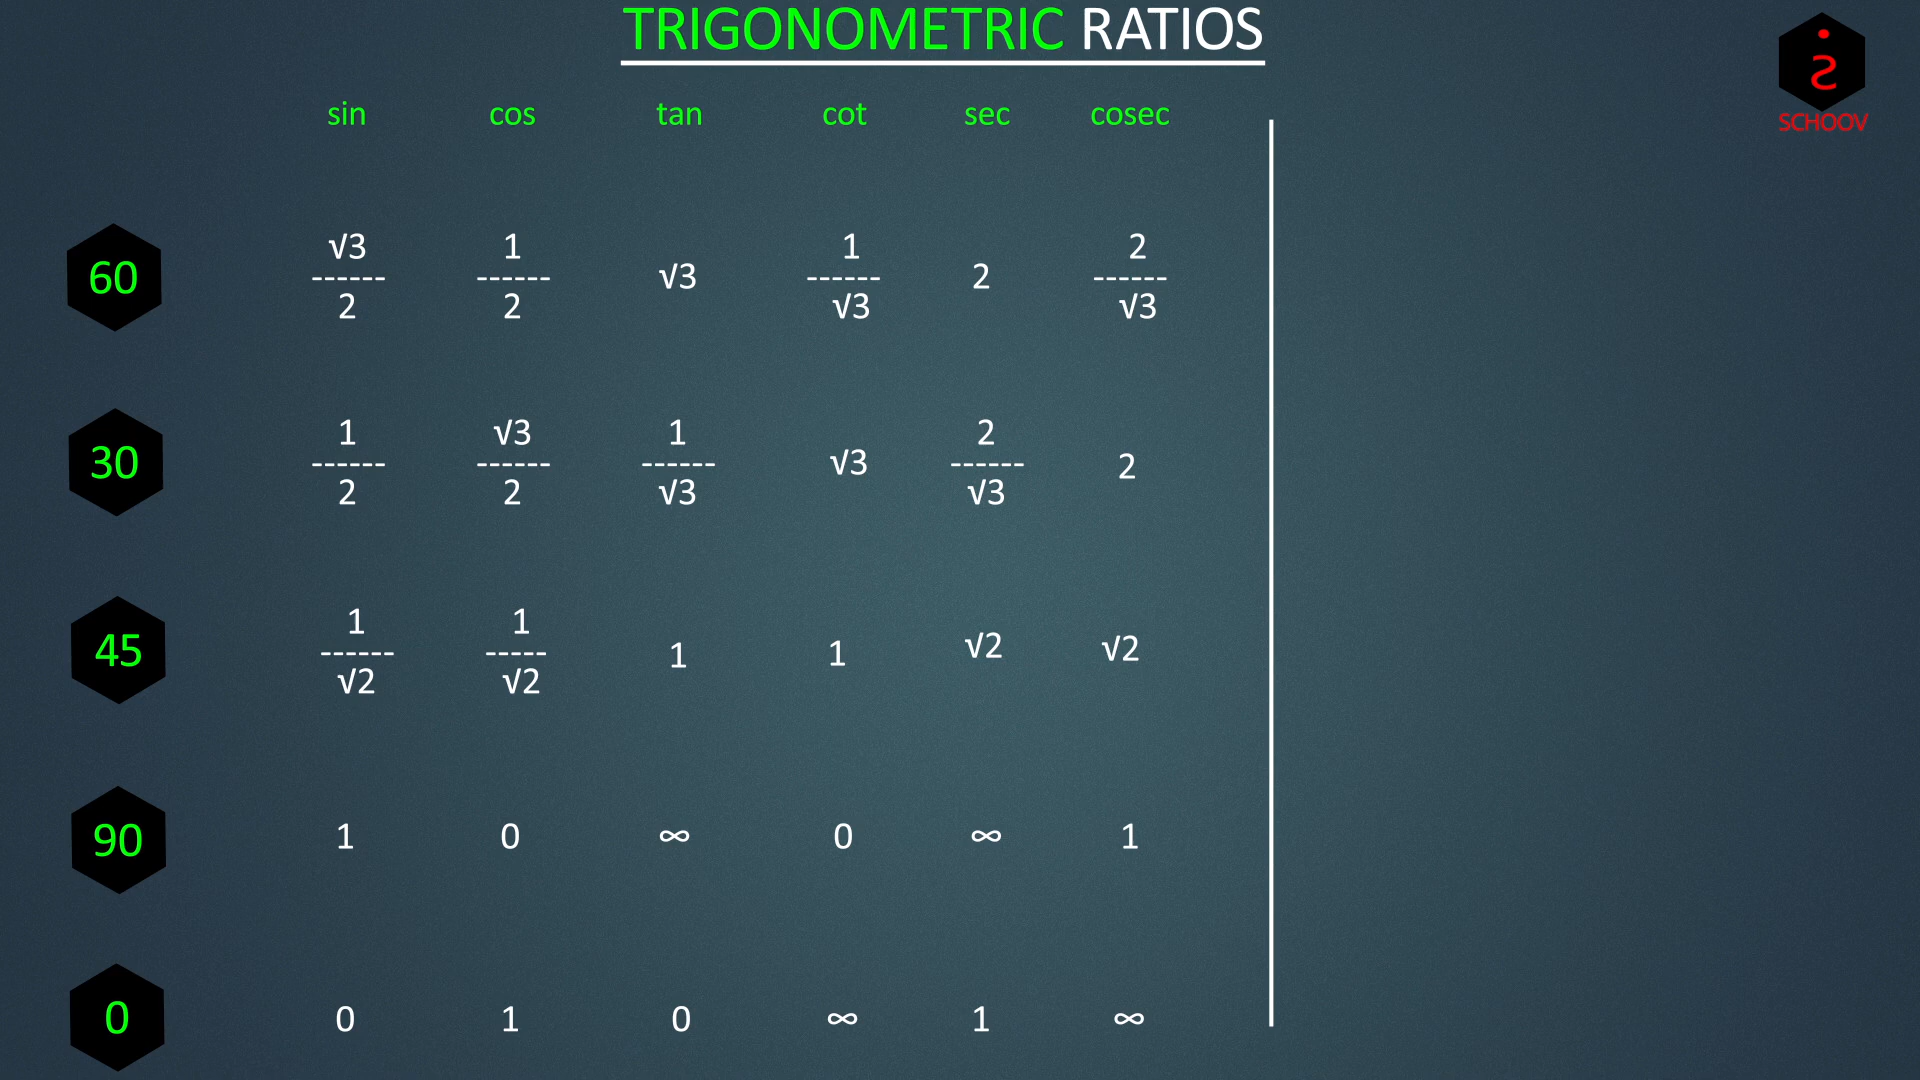 TRIGONOMETRIC RATIOS
SCHOOV
sin cos tan cot sec cosec
√3 1 1 2
60 ------ ------ √3 ------ 2 ------
2 2 √3 √3
1 √3 1 2
30 ------ ------ ------ √3 ------ 2
2 2 √3 √3
1 1
45 ------ ----- 1 1 √2 √2
√2 √2
90 1 0 ∞ 0 ∞ 1
0 0 1 0 ∞ 1 ∞